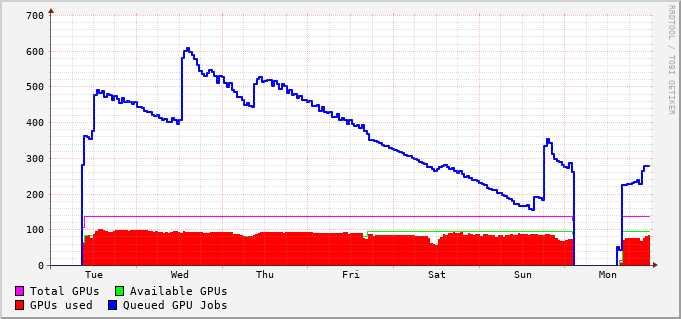 700
600
500
400
300
200
100
0
Tue Wed Thu Fri Sat Sun Mon
Total GPUs Available GPUs
GPUs used Queued GPU Jobs
RRDTOOL / TOBI OETIKER